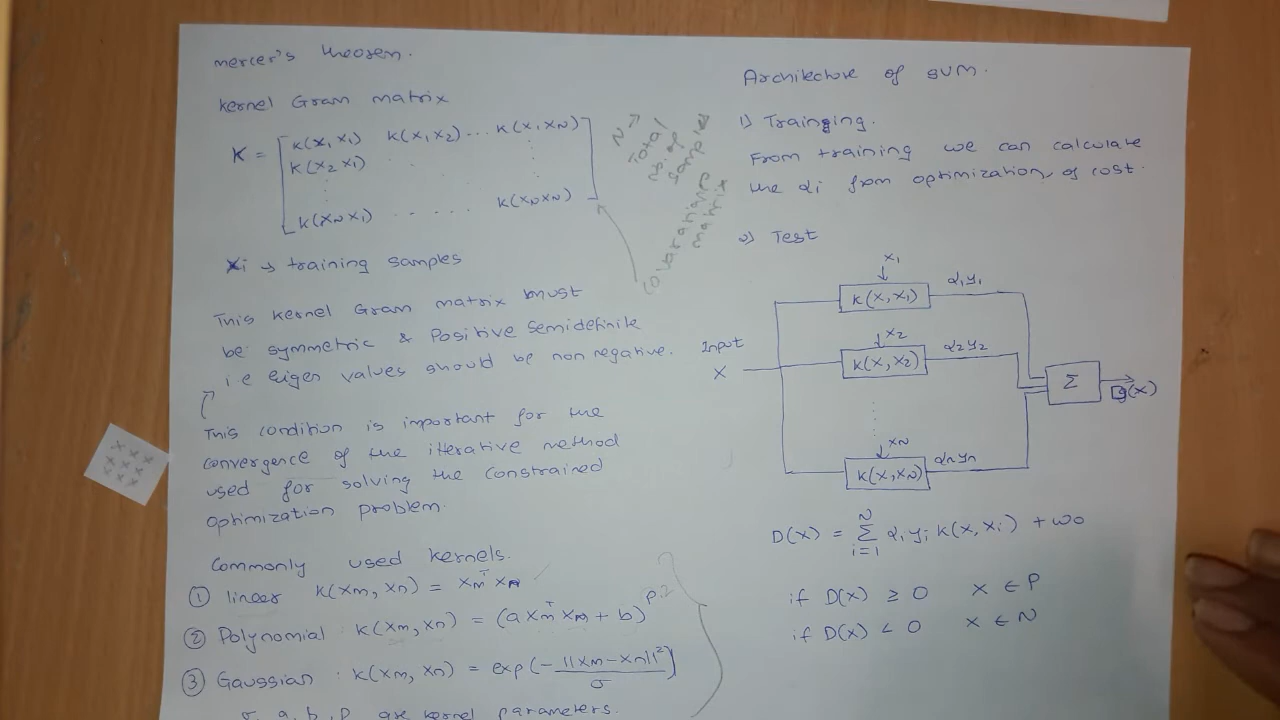 mercer's theorem.
kernel Gram matrix
K = [ K(x, x1) K(x, x2) ... K(x, xN) ]
K(x2 x1)
K(xN x1) . . . . . K(xN xN)
N → Total no. of samples
covariance matrix
xi → training samples
This kernel Gram matrix must
be symmetric & Positive Semidefinite
i e eigen values should be non negative.
This condition is important for the
convergence of the iterative method
used for solving the constrained
optimization problem.
Commonly used kernels.
① linear K(xm, xn) = xmᵀ xn
② Polynomial : K(xm, xn) = (a xmᵀ xn + b)ᵖ
③ Gaussian : K(xm, xn) = exp(- ||xm - xn||² / σ)
σ, a, b, p are kernel parameters.
Architecture of SVM.
1) Trainging.
From training we can calculate
the αi from optimization, of cost.
2) Test
x1
K(x, x1) α1y1
x2
Input K(x, x2) α2y2
X Σ g(x)
xN
K(x, xN) αnyn
D(x) = Σ i=1 N αi yi K(x, xi) + w0
if D(x) ≥ 0 x ∈ P
if D(x) < 0 x ∈ N